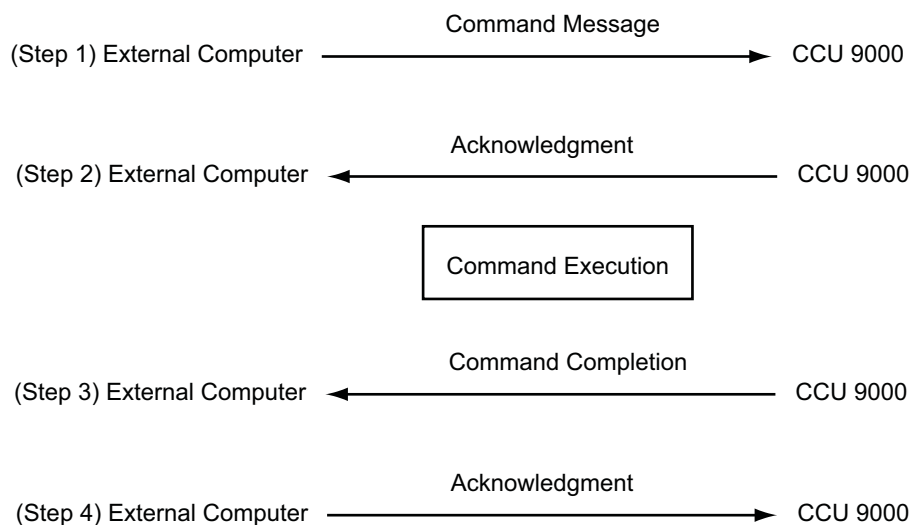 Command Message
(Step 1) External Computer CCU 9000
Acknowledgment
(Step 2) External Computer CCU 9000
Command Execution
Command Completion
(Step 3) External Computer CCU 9000
Acknowledgment
(Step 4) External Computer CCU 9000